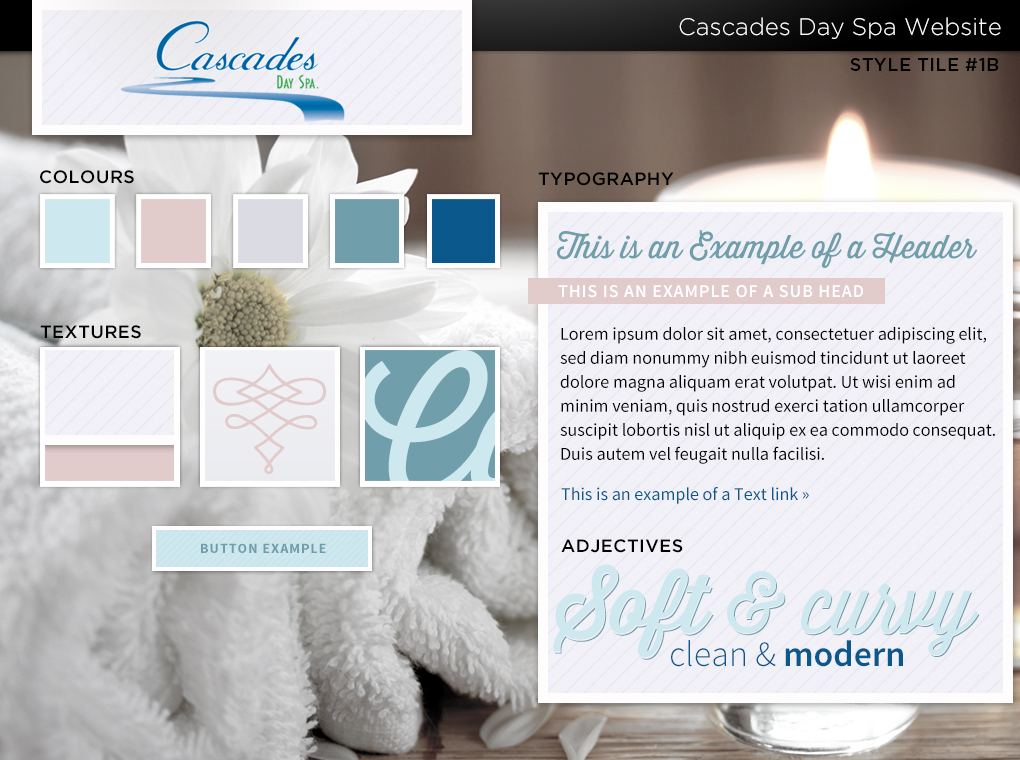 Cascades Day Spa Website
STYLE TILE #1B
Cascades
DAY SPA.
COLOURS
TEXTURES
BUTTON EXAMPLE
TYPOGRAPHY
This is an Example of a Header
THIS IS AN EXAMPLE OF A SUB HEAD
Lorem ipsum dolor sit amet, consectetuer adipiscing elit,
sed diam nonummy nibh euismod tincidunt ut laoreet
dolore magna aliquam erat volutpat. Ut wisi enim ad
minim veniam, quis nostrud exerci tation ullamcorper
suscipit lobortis nisl ut aliquip ex ea commodo consequat.
Duis autem vel feugait nulla facilisi.
This is an example of a Text link »
ADJECTIVES
Soft & curvy
clean & modern